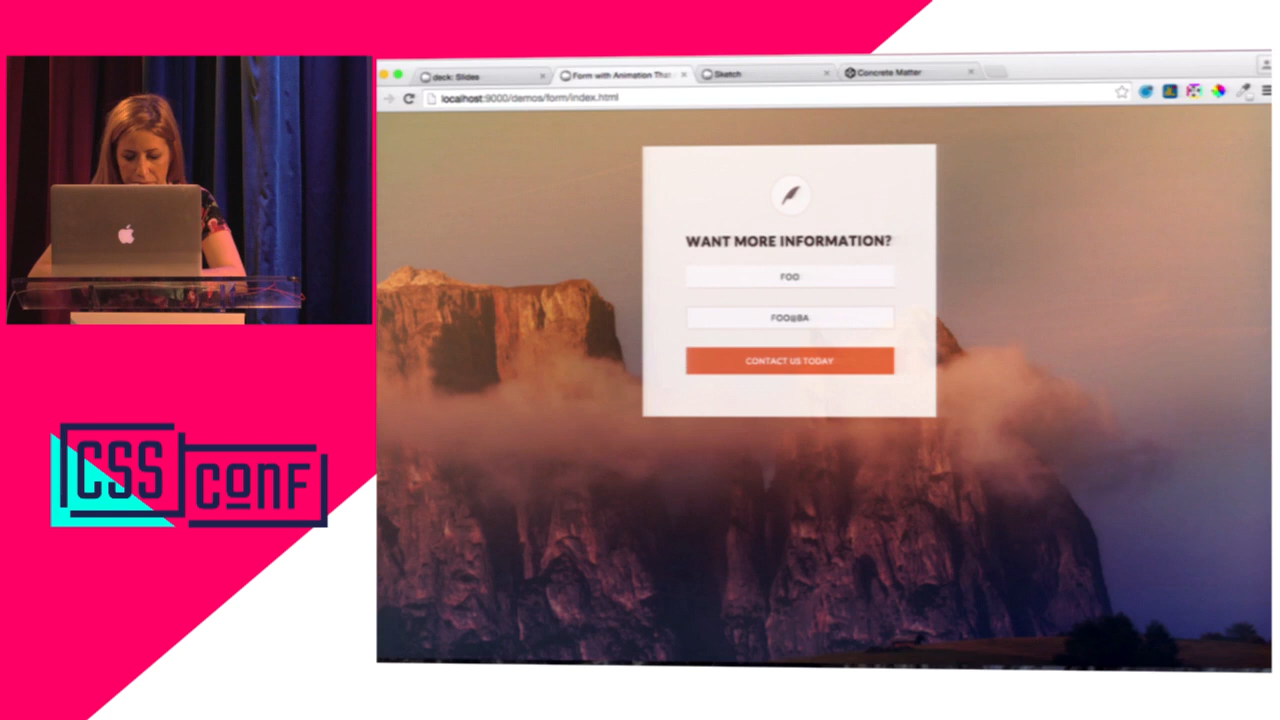 deck: Slides
Form with Animation That
Sketch
Concrete Matter
localhost:9000/demos/form/index.html
WANT MORE INFORMATION?
FOO
FOO@BA
CONTACT US TODAY
CSS
CONF